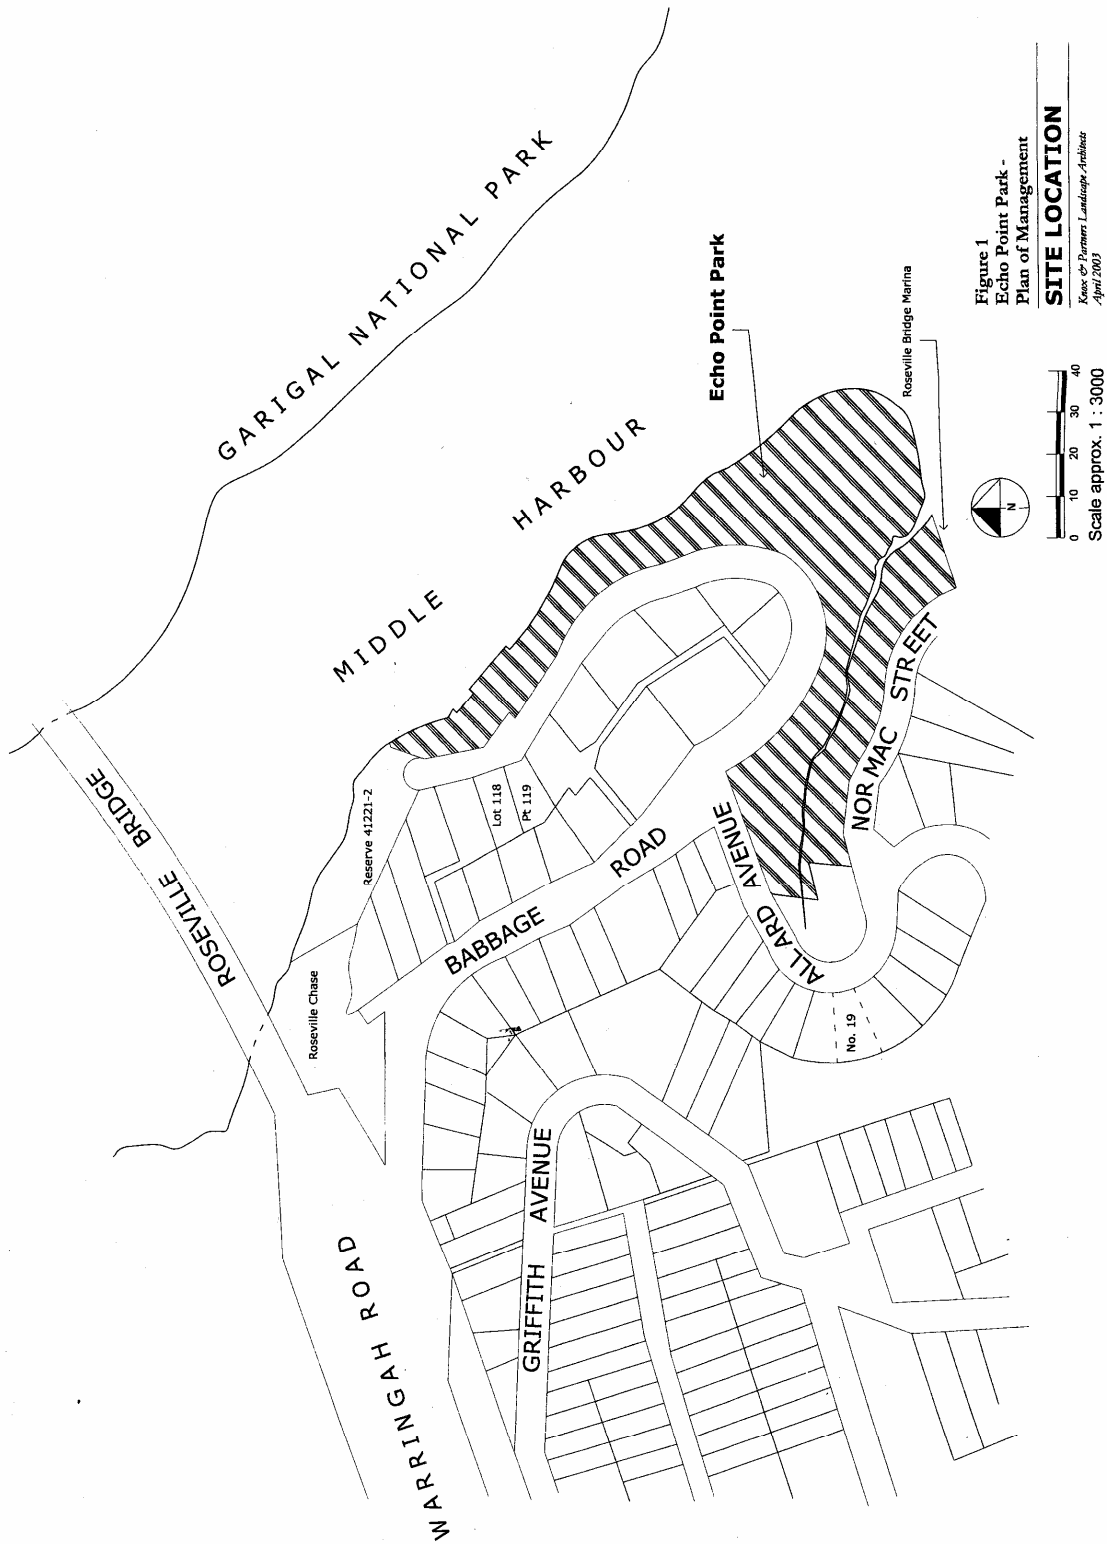 GARIGAL NATIONAL PARK
MIDDLE HARBOUR
ROSEVILLE BRIDGE
Reserve 41221-2
Roseville Chase
Lot 118
Pt 119
BABBAGE ROAD
Echo Point Park
Roseville Bridge Marina
ALLARD AVENUE
NORMAC STREET
No. 19
GRIFFITH AVENUE
WARRINGAH ROAD
N
0 10 20 30 40
Scale approx. 1 : 3000
Figure 1
Echo Point Park -
Plan of Management
SITE LOCATION
Knox & Partners Landscape Architects
April 2003